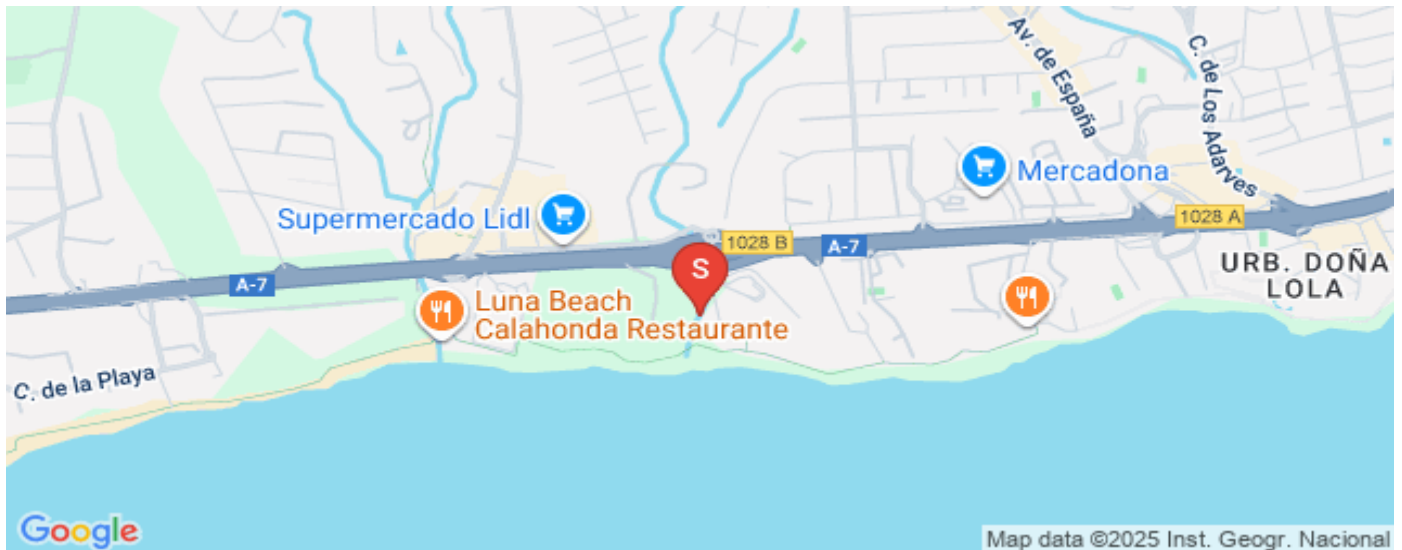 Av. de España
C. de Los Adarves
Mercadona
Supermercado Lidl
1028 A
1028 B
A-7
A-7
URB. DOÑA
LOLA
S
Luna Beach
Calahonda Restaurante
C. de la Playa
Google
Map data ©2025 Inst. Geogr. Nacional